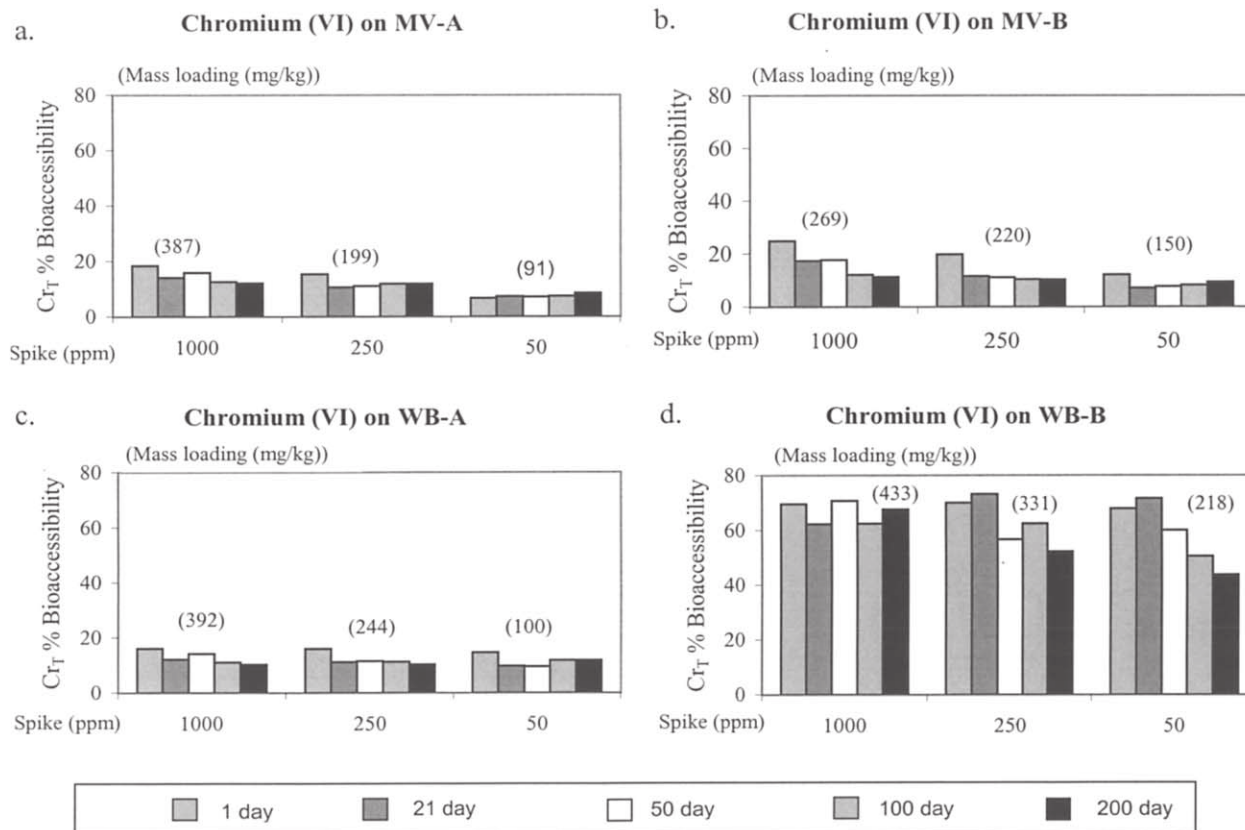 a.
Chromium (VI) on MV-A
(Mass loading (mg/kg))
CrT % Bioaccessibility
80
60
40
20
0
(387)
(199)
(91)
Spike (ppm)
1000
250
50
b.
Chromium (VI) on MV-B
(Mass loading (mg/kg))
CrT % Bioaccessibility
80
60
40
20
0
(269)
(220)
(150)
Spike (ppm)
1000
250
50
c.
Chromium (VI) on WB-A
(Mass loading (mg/kg))
CrT % Bioaccessibility
80
60
40
20
0
(392)
(244)
(100)
Spike (ppm)
1000
250
50
d.
Chromium (VI) on WB-B
(Mass loading (mg/kg))
CrT % Bioaccessibility
80
60
40
20
0
(433)
(331)
(218)
Spike (ppm)
1000
250
50
1 day
21 day
50 day
100 day
200 day